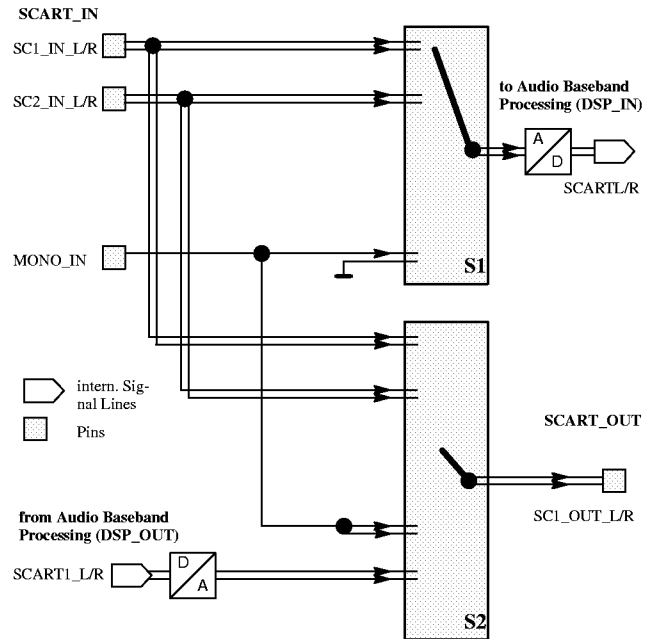 SCART_IN
SC1_IN_L/R
SC2_IN_L/R
to Audio Baseband
Processing (DSP_IN)
A
D
SCARTL/R
MONO_IN
S1
intern. Sig-
nal Lines
Pins
SCART_OUT
SC1_OUT_L/R
from Audio Baseband
Processing (DSP_OUT)
SCART1_L/R
D
A
S2